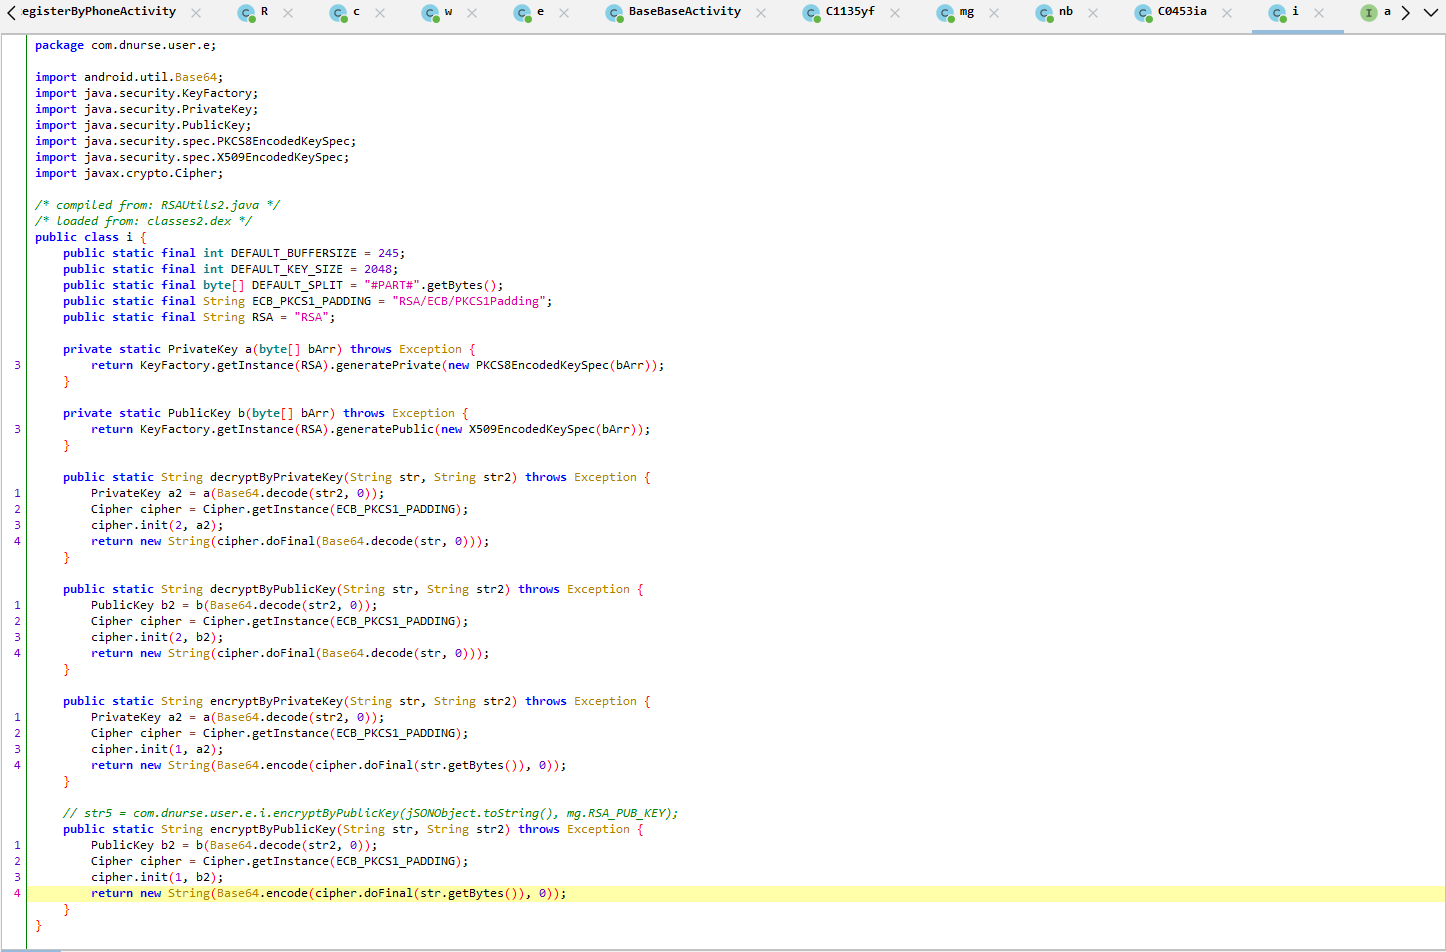 egisterByPhoneActivity R c w e BaseBaseActivity C1135yf mg nb C0453ia i a
package com.dnurse.user.e;
import android.util.Base64;
import java.security.KeyFactory;
import java.security.PrivateKey;
import java.security.PublicKey;
import java.security.spec.PKCS8EncodedKeySpec;
import java.security.spec.X509EncodedKeySpec;
import javax.crypto.Cipher;
/* compiled from: RSAUtils2.java */
/* loaded from: classes2.dex */
public class i {
public static final int DEFAULT_BUFFERSIZE = 245;
public static final int DEFAULT_KEY_SIZE = 2048;
public static final byte[] DEFAULT_SPLIT = "#PART#".getBytes();
public static final String ECB_PKCS1_PADDING = "RSA/ECB/PKCS1Padding";
public static final String RSA = "RSA";
private static PrivateKey a(byte[] bArr) throws Exception {
3 return KeyFactory.getInstance(RSA).generatePrivate(new PKCS8EncodedKeySpec(bArr));
}
private static PublicKey b(byte[] bArr) throws Exception {
3 return KeyFactory.getInstance(RSA).generatePublic(new X509EncodedKeySpec(bArr));
}
public static String decryptByPrivateKey(String str, String str2) throws Exception {
1 PrivateKey a2 = a(Base64.decode(str2, 0));
2 Cipher cipher = Cipher.getInstance(ECB_PKCS1_PADDING);
3 cipher.init(2, a2);
4 return new String(cipher.doFinal(Base64.decode(str, 0)));
}
public static String decryptByPublicKey(String str, String str2) throws Exception {
1 PublicKey b2 = b(Base64.decode(str2, 0));
2 Cipher cipher = Cipher.getInstance(ECB_PKCS1_PADDING);
3 cipher.init(2, b2);
4 return new String(cipher.doFinal(Base64.decode(str, 0)));
}
public static String encryptByPrivateKey(String str, String str2) throws Exception {
1 PrivateKey a2 = a(Base64.decode(str2, 0));
2 Cipher cipher = Cipher.getInstance(ECB_PKCS1_PADDING);
3 cipher.init(1, a2);
4 return new String(Base64.encode(cipher.doFinal(str.getBytes()), 0));
}
// str5 = com.dnurse.user.e.i.encryptByPublicKey(jSONObject.toString(), mg.RSA_PUB_KEY);
public static String encryptByPublicKey(String str, String str2) throws Exception {
1 PublicKey b2 = b(Base64.decode(str2, 0));
2 Cipher cipher = Cipher.getInstance(ECB_PKCS1_PADDING);
3 cipher.init(1, b2);
4 return new String(Base64.encode(cipher.doFinal(str.getBytes()), 0));
}
}